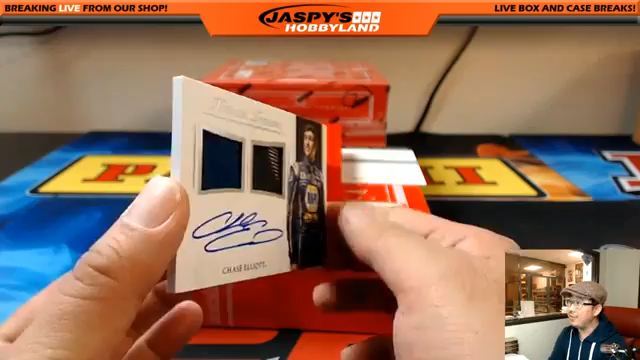 BREAKING LIVE FROM OUR SHOP!
JASPY'S
HOBBYLAND
LIVE BOX AND CASE BREAKS!
CHASE ELLIOTT